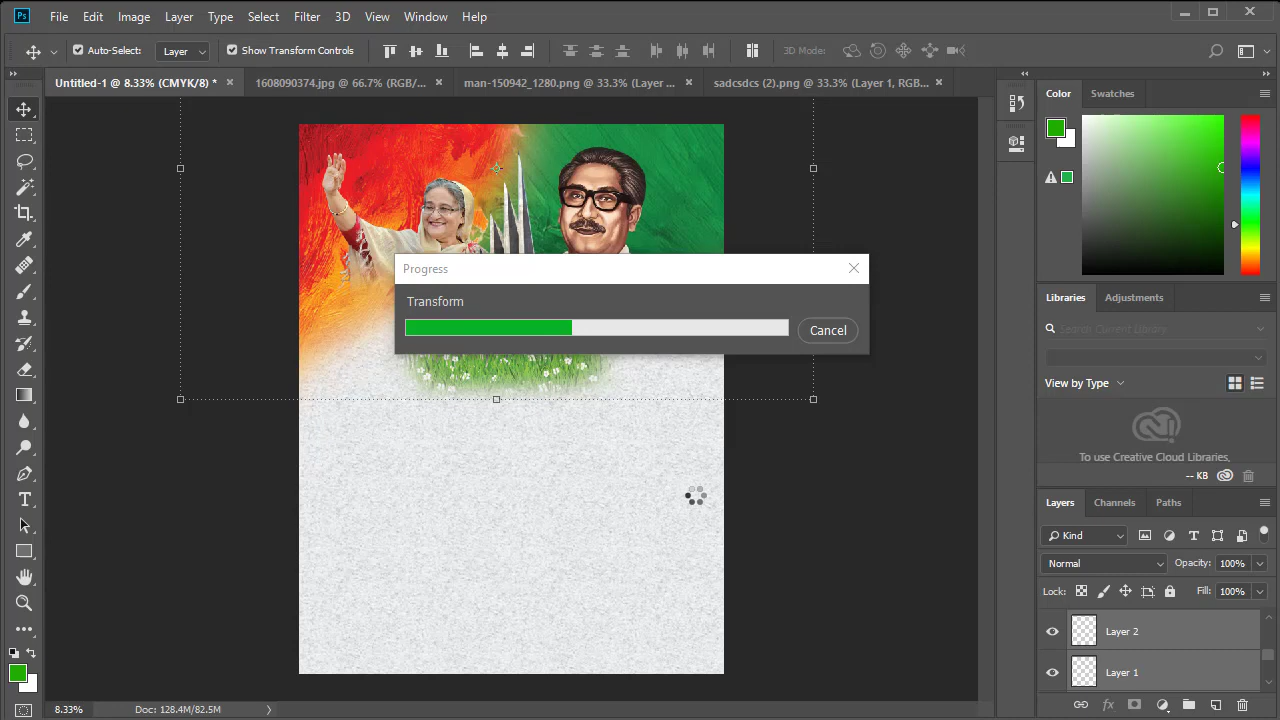 Ps File Edit Image Layer Type Select Filter 3D View Window Help
Auto-Select: Layer Show Transform Controls 3D Mode:
Untitled-1 @ 8.33% (CMYK/8) * 1608090374.jpg @ 66.7% (RGB/... man-150942_1280.png @ 33.3% (Layer ... sadcsdcs (2).png @ 33.3% (Layer 1, RGB...
Color Swatches
Progress
Transform
Cancel
Libraries Adjustments
Search Current Library
View by Type
To use Creative Cloud Libraries,
-- KB
Layers Channels Paths
Kind
Normal Opacity: 100%
Lock: Fill: 100%
Layer 2
Layer 1
8.33% Doc: 128.4M/82.5M